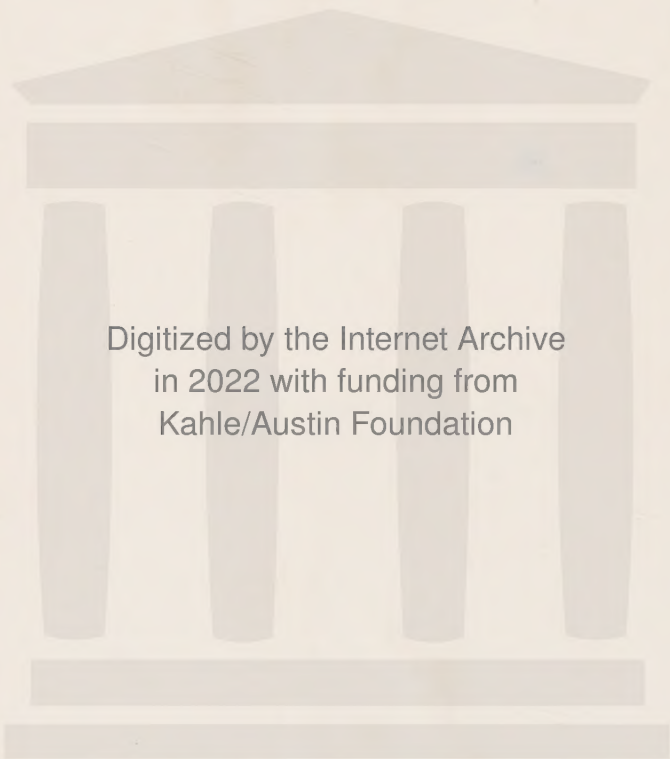 Digitized by the Internet Archive
in 2022 with funding from
Kahle/Austin Foundation